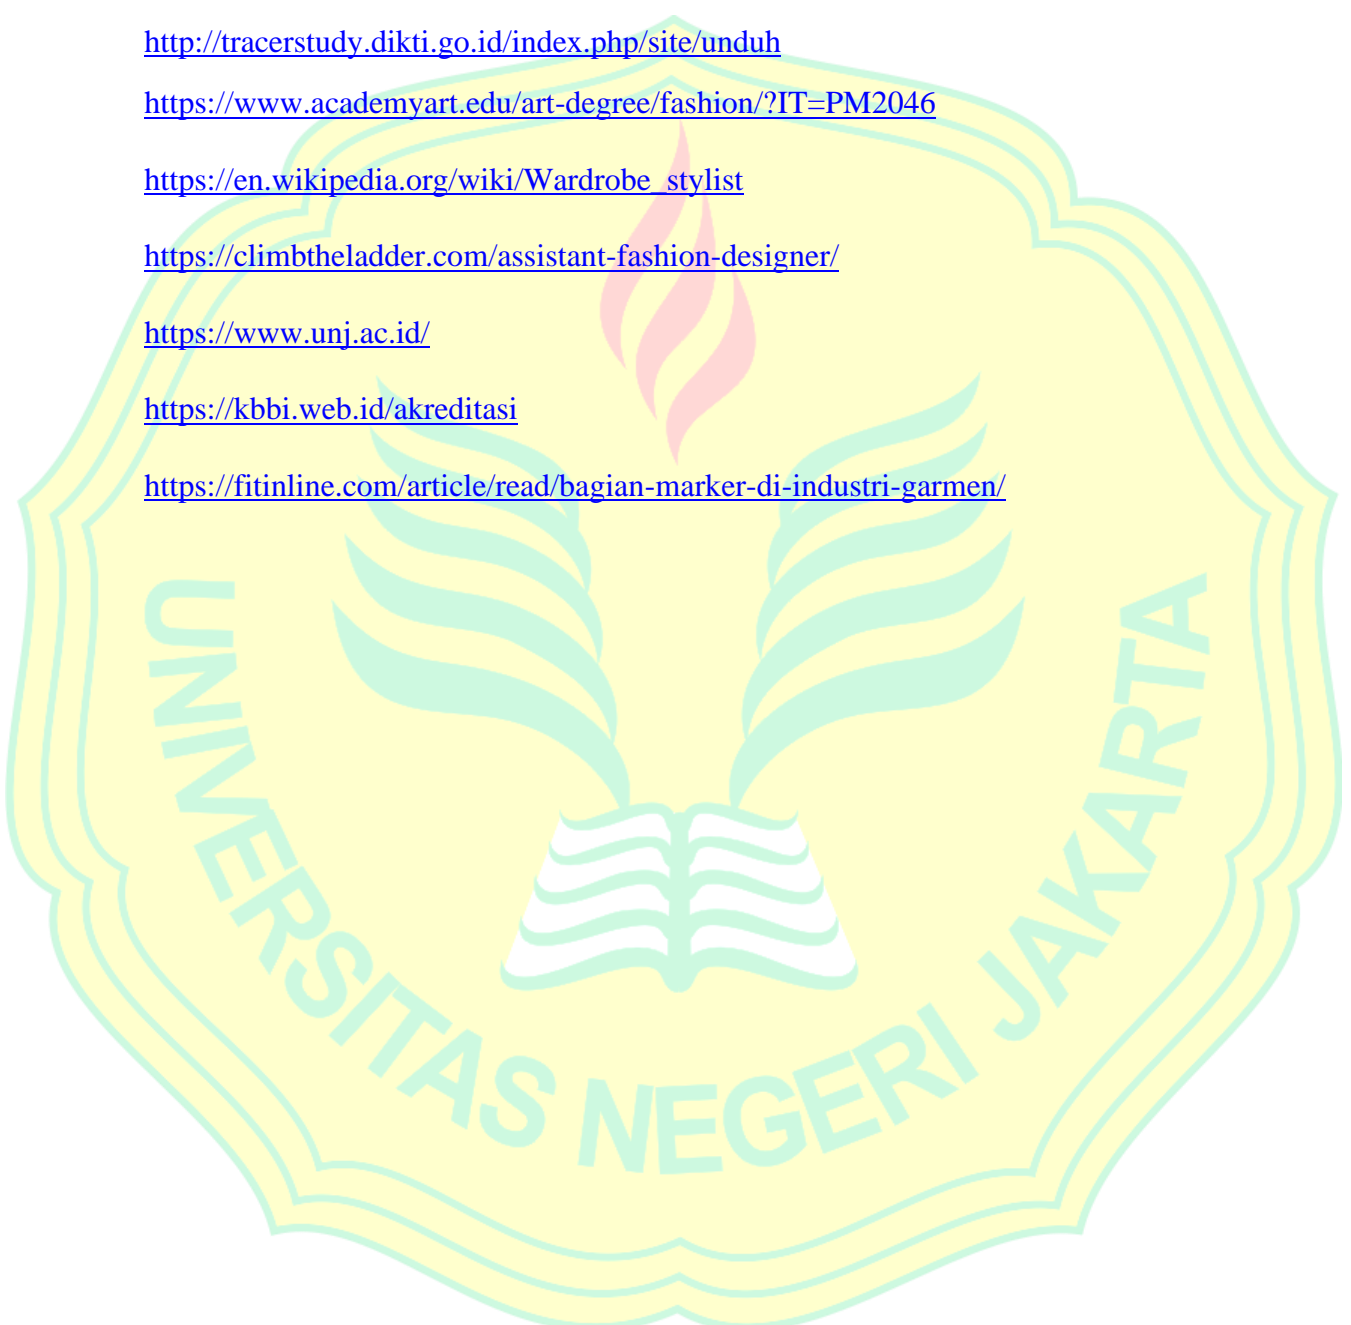 http://tracerstudy.dikti.go.id/index.php/site/unduh
https://www.academyart.edu/art-degree/fashion/?IT=PM2046
https://en.wikipedia.org/wiki/Wardrobe_stylist
https://climbtheladder.com/assistant-fashion-designer/
https://www.unj.ac.id/
https://kbbi.web.id/akreditasi
https://fitinline.com/article/read/bagian-marker-di-industri-garmen/
UNIVERSITAS NEGERI JAKARTA